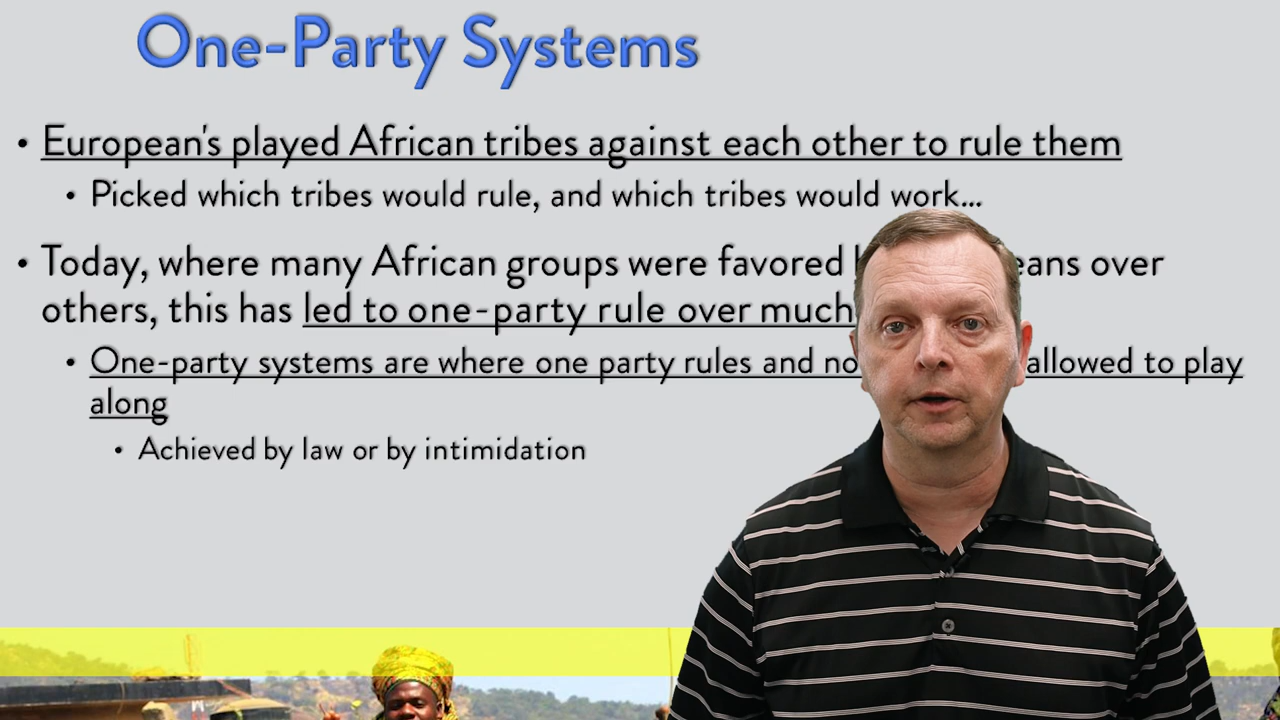 One-Party Systems
• European's played African tribes against each other to rule them
• Picked which tribes would rule, and which tribes would work...
• Today, where many African groups were favored over
others, this has led to one-party rule over much
• One-party systems are where one party rules and allowed to play
along
• Achieved by law or by intimidation